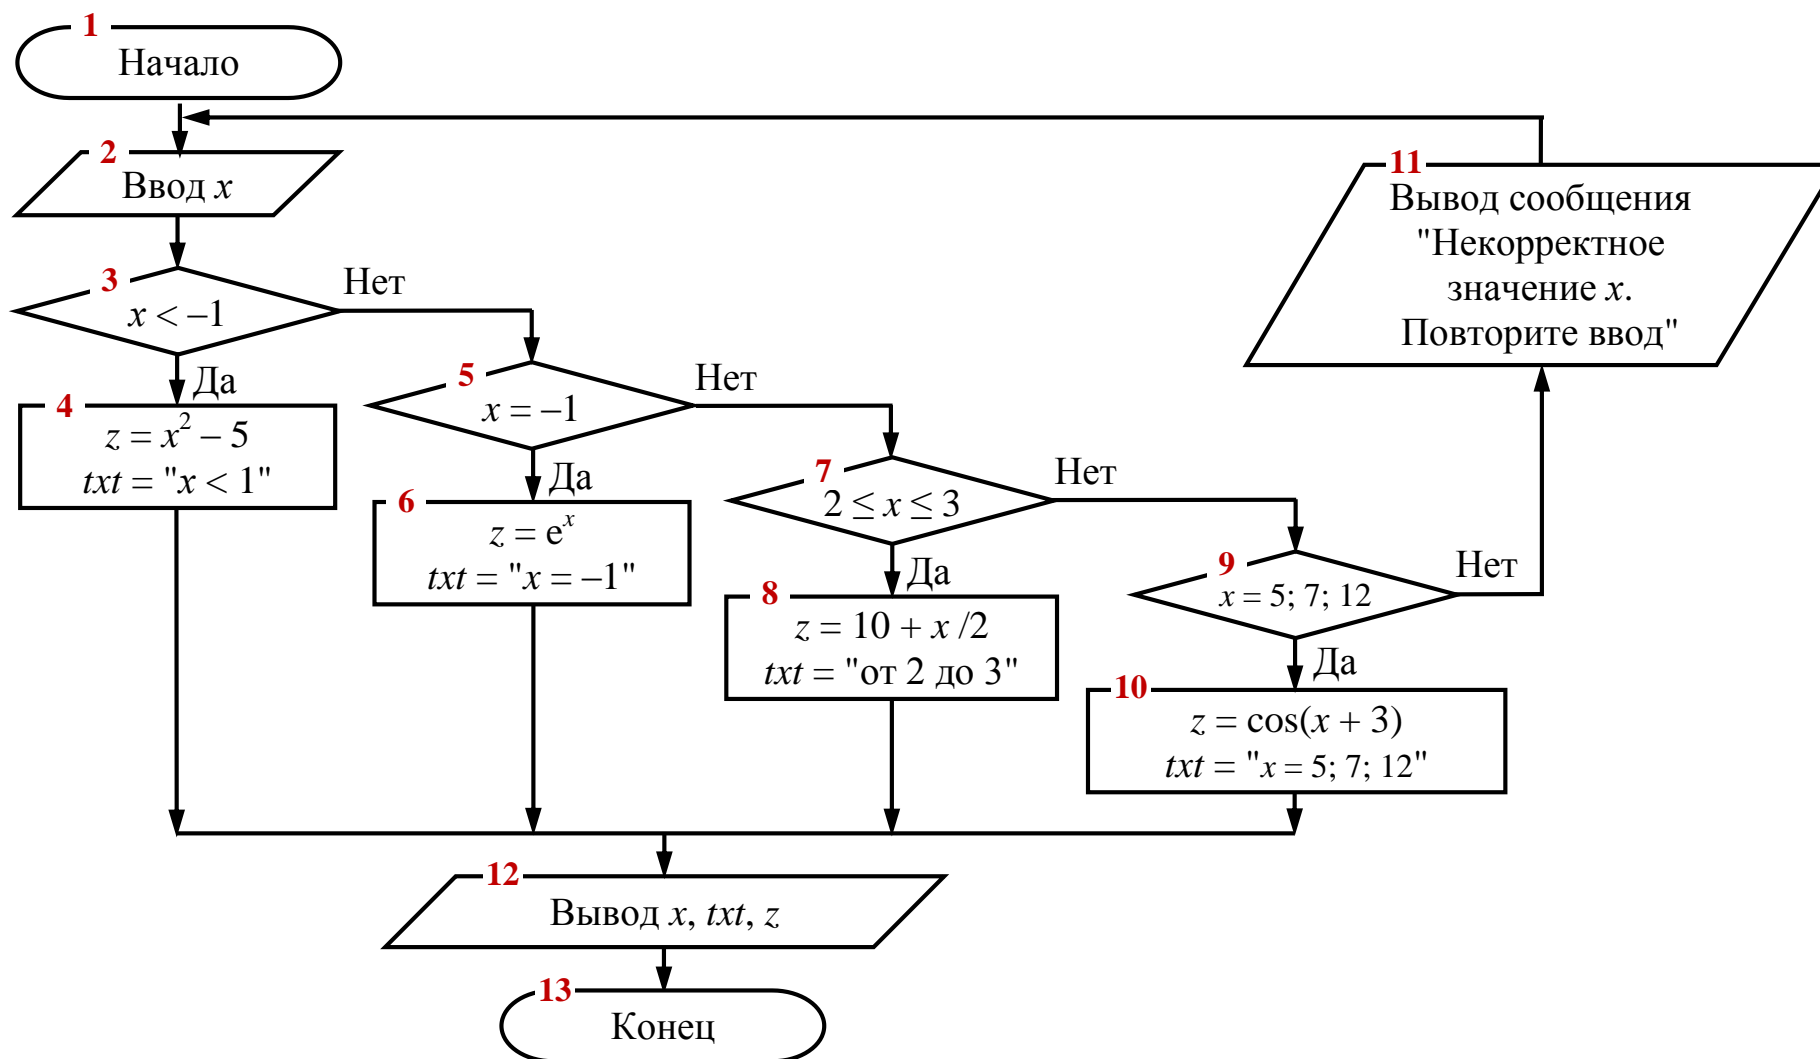 1
Начало
2
Ввод x
3
x < –1
Нет
Да
4
z = x² – 5
txt = "x < 1"
5
x = –1
Нет
Да
6
z = eˣ
txt = "x = –1"
7
2 ≤ x ≤ 3
Нет
Да
8
z = 10 + x /2
txt = "от 2 до 3"
9
x = 5; 7; 12
Нет
Да
10
z = cos(x + 3)
txt = "x = 5; 7; 12"
11
Вывод сообщения
"Некорректное
значение x.
Повторите ввод"
12
Вывод x, txt, z
13
Конец